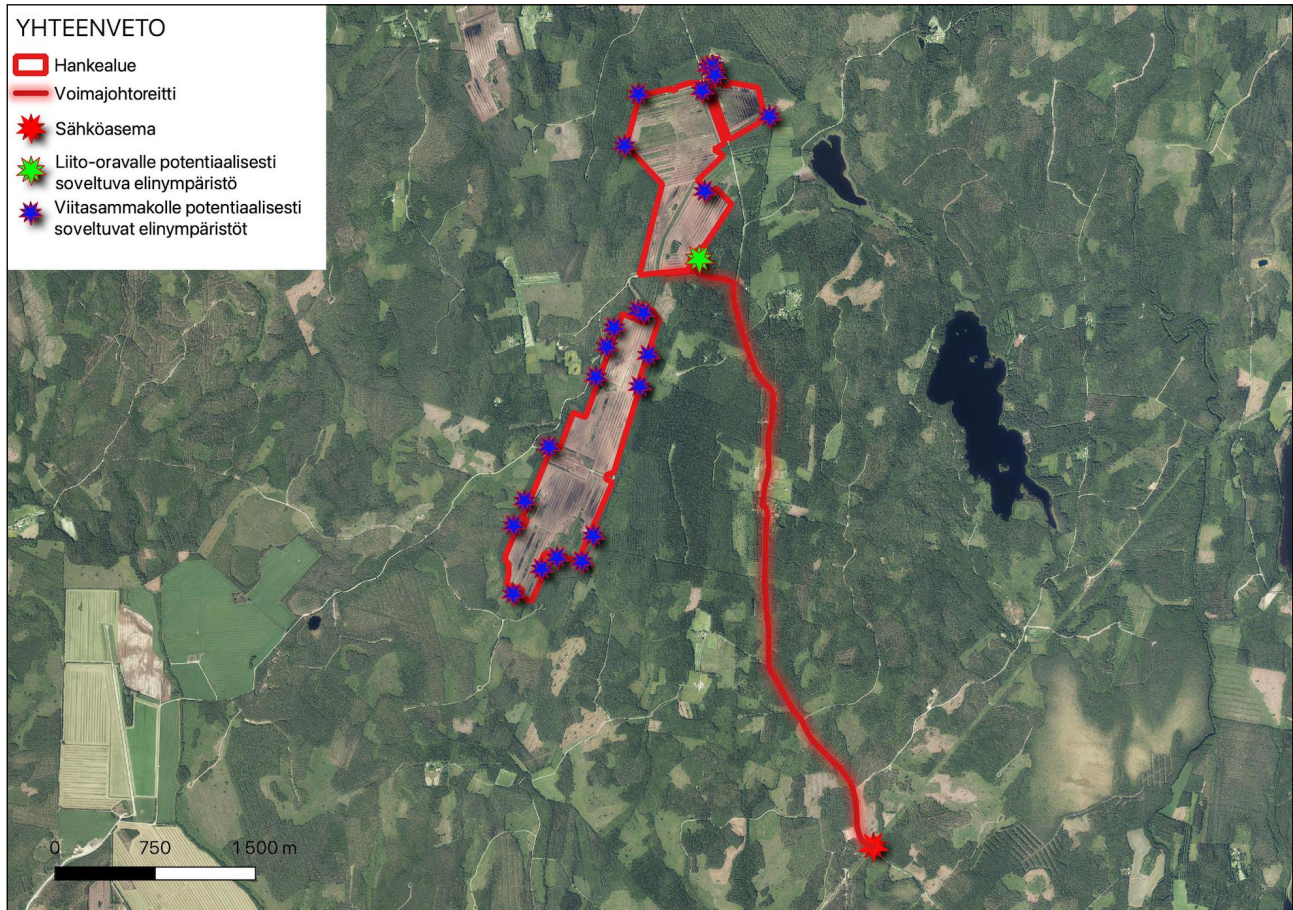 YHTEENVETO
Hankealue
Voimajohtoreitti
Sähköasema
Liito-oravalle potentiaalisesti
soveltuva elinympäristö
Viitasammakolle potentiaalisesti
soveltuvat elinympäristöt
0 750 1 500 m